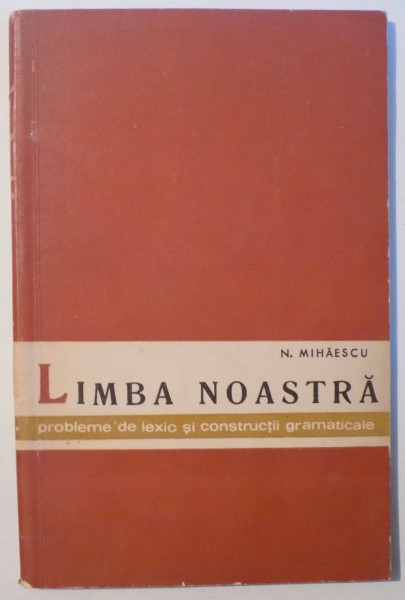 N. MIHĂESCU
LIMBA NOASTRĂ
probleme de lexic și construcții gramaticale